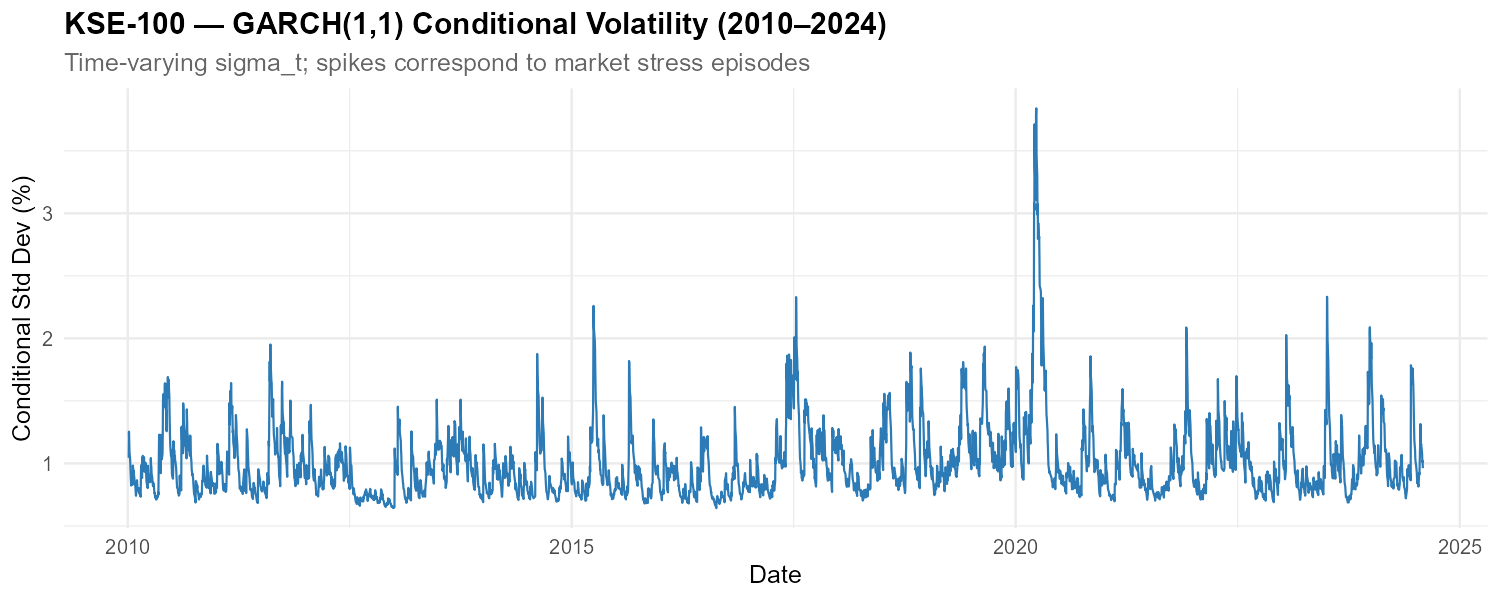 KSE-100 — GARCH(1,1) Conditional Volatility (2010–2024)
Time-varying sigma_t; spikes correspond to market stress episodes
Conditional Std Dev (%)
3
2
1
2010
2015
2020
2025
Date